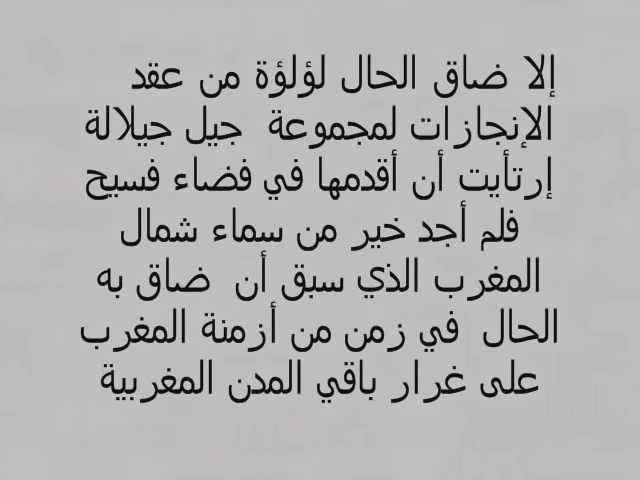 إلا ضاق الحال لؤلؤة من عقد
الإنجازات لمجموعة جيل جيلالة
إرتأيت أن أقدمها في فضاء فسيح
فلم أجد خير من سماء شمال
المغرب الذي سبق أن ضاق به
الحال في زمن من أزمنة المغرب
على غرار باقي المدن المغربية